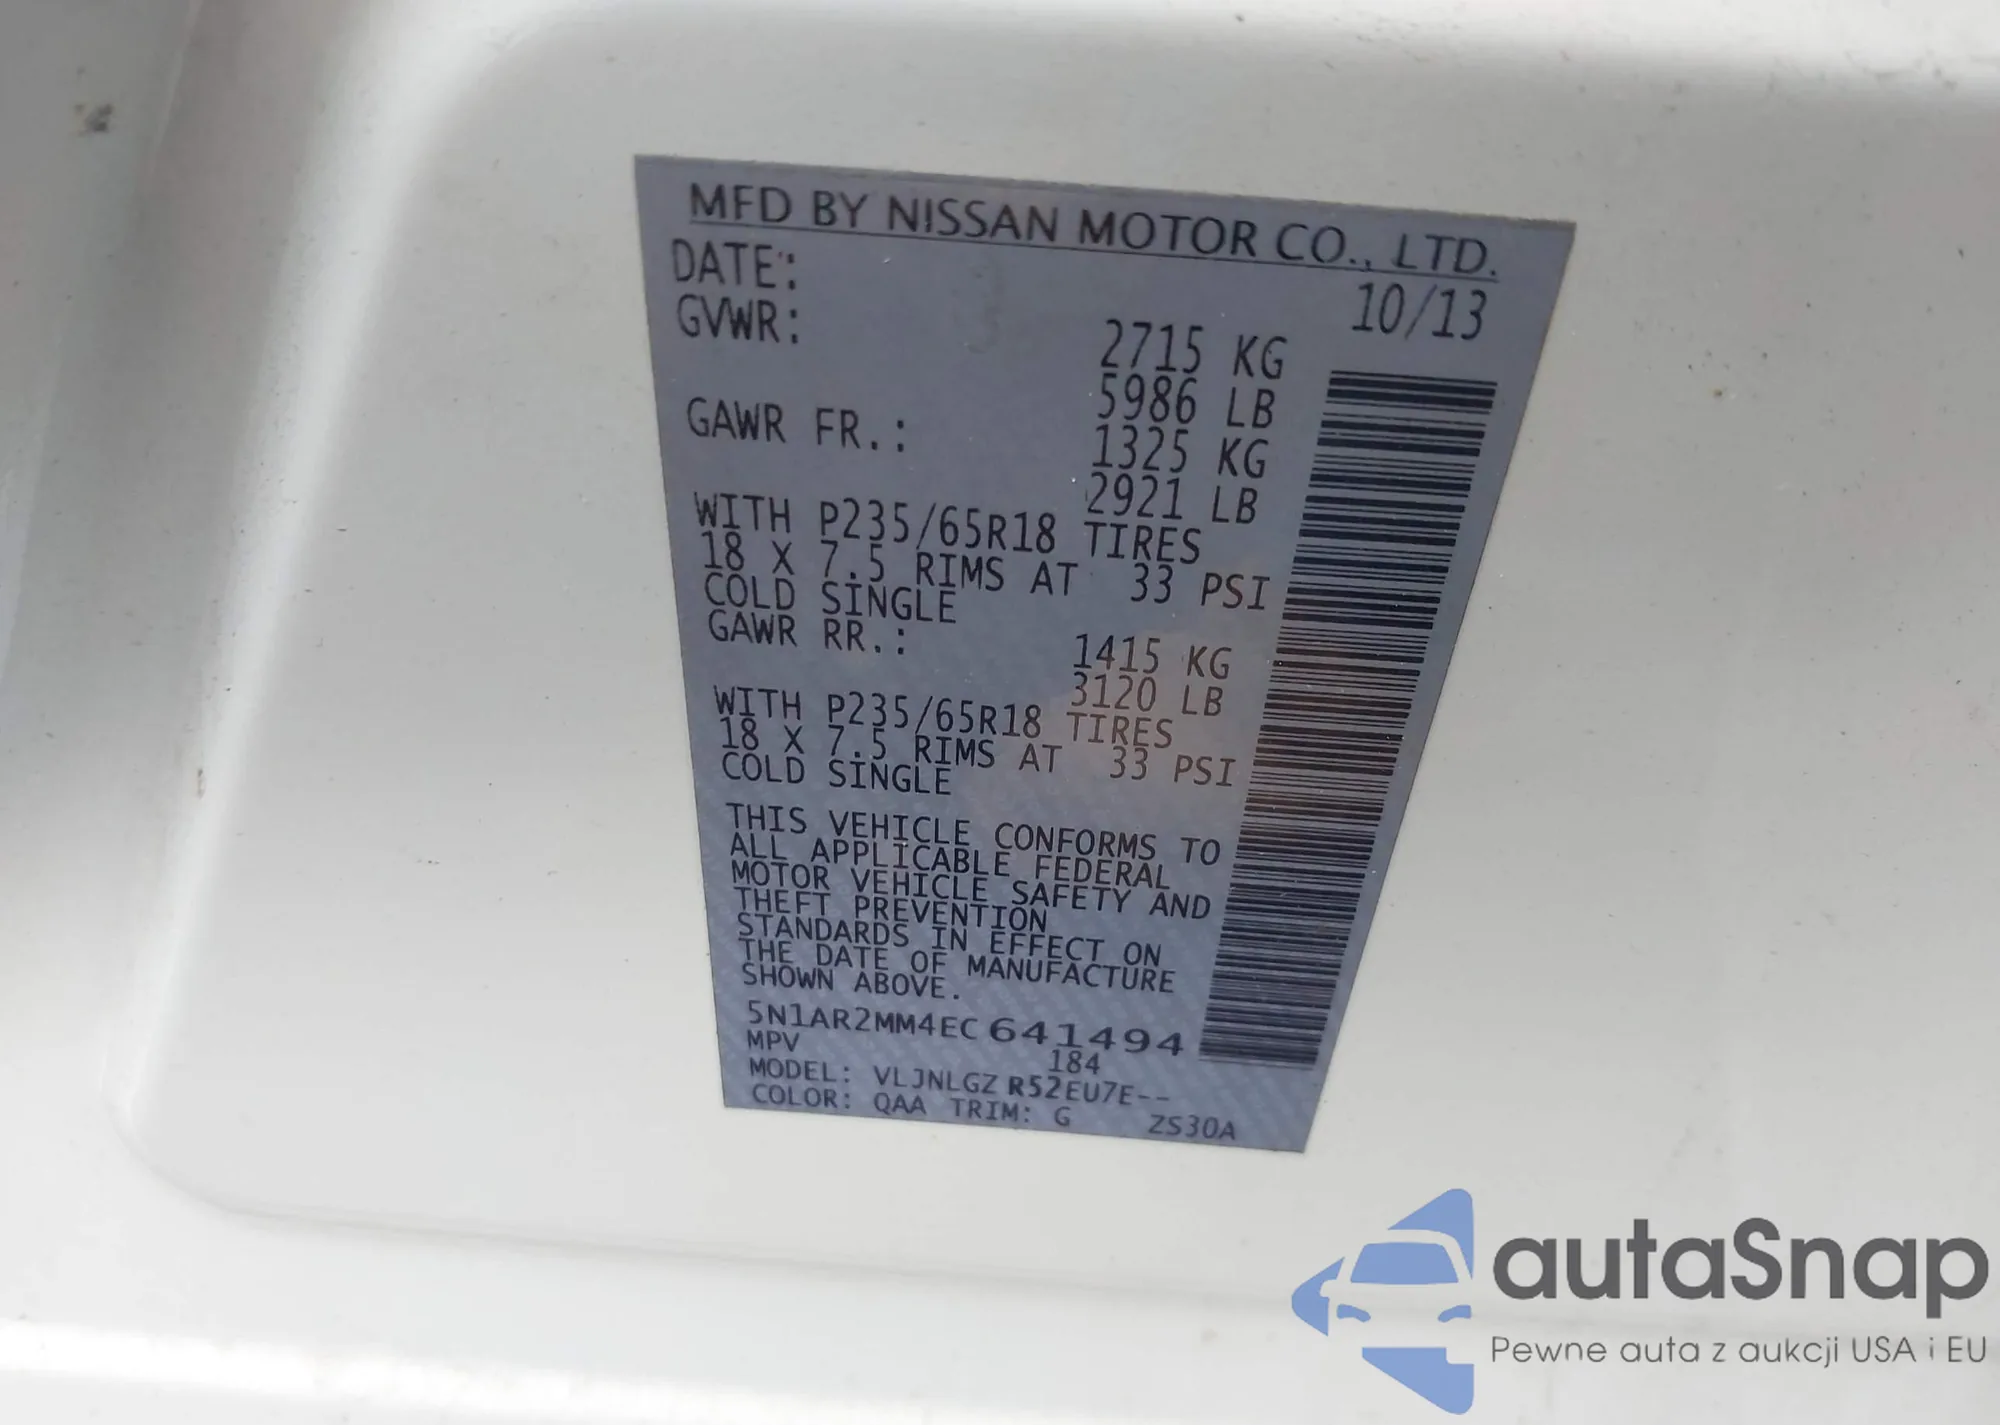 MFD BY NISSAN MOTOR CO., LTD.
DATE: 10/13
GVWR: 2715 KG
5986 LB
GAWR FR.: 1325 KG
2921 LB
WITH P235/65R18 TIRES
18 X 7.5 RIMS AT 33 PSI
COLD SINGLE
GAWR RR.: 1415 KG
3120 LB
WITH P235/65R18 TIRES
18 X 7.5 RIMS AT 33 PSI
COLD SINGLE
THIS VEHICLE CONFORMS TO
ALL APPLICABLE FEDERAL
MOTOR VEHICLE SAFETY AND
THEFT PREVENTION
STANDARDS IN EFFECT ON
THE DATE OF MANUFACTURE
SHOWN ABOVE.
5N1AR2MM4EC641494
MPV 184
MODEL: VLJNLGZ R52EU7E--
COLOR: QAA TRIM: G ZS30A
autaSnap
Pewne auta z aukcji USA i EU